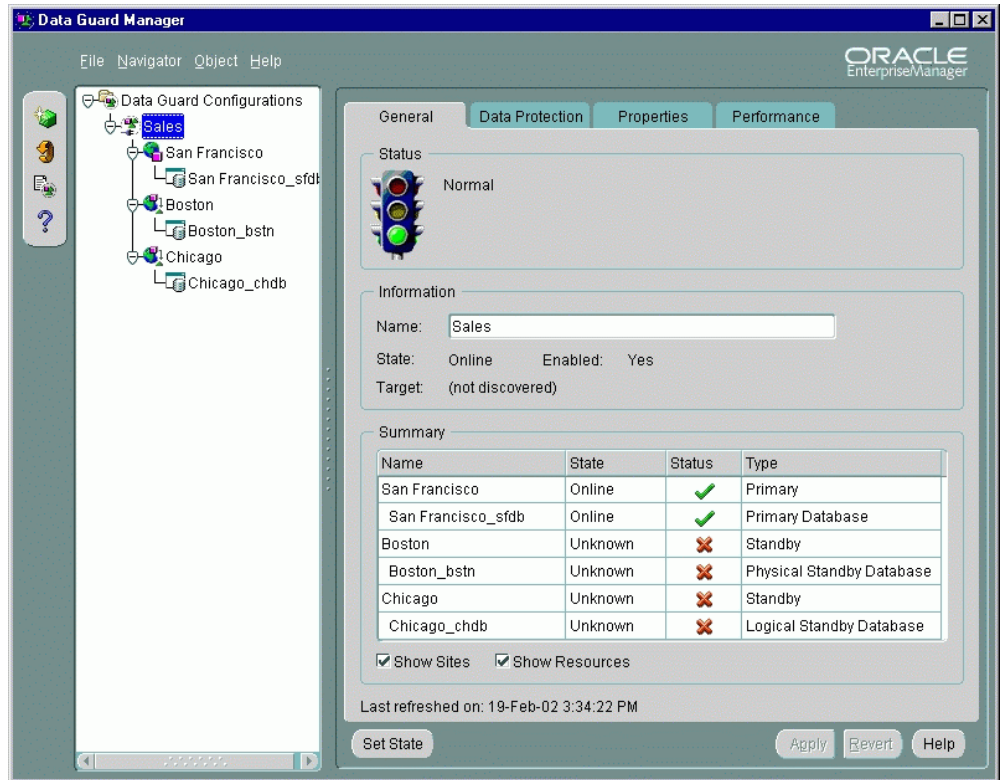 Data Guard Manager
File Navigator Object Help
ORACLE
EnterpriseManager
Data Guard Configurations
Sales
San Francisco
San Francisco_sfdb
Boston
Boston_bstn
Chicago
Chicago_chdb
General Data Protection Properties Performance
Status
Normal
Information
Name: Sales
State: Online Enabled: Yes
Target: (not discovered)
Summary
Name State Status Type
San Francisco Online Primary
San Francisco_sfdb Online Primary Database
Boston Unknown Standby
Boston_bstn Unknown Physical Standby Database
Chicago Unknown Standby
Chicago_chdb Unknown Logical Standby Database
Show Sites Show Resources
Last refreshed on: 19-Feb-02 3:34:22 PM
Set State Apply Revert Help